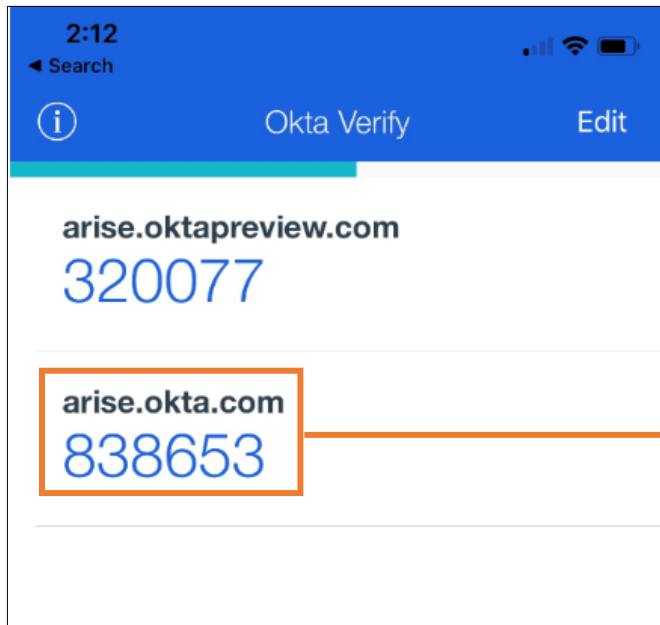 2:12
◀ Search
i
Okta Verify
Edit
arise.oktapreview.com
320077
arise.okta.com
838653